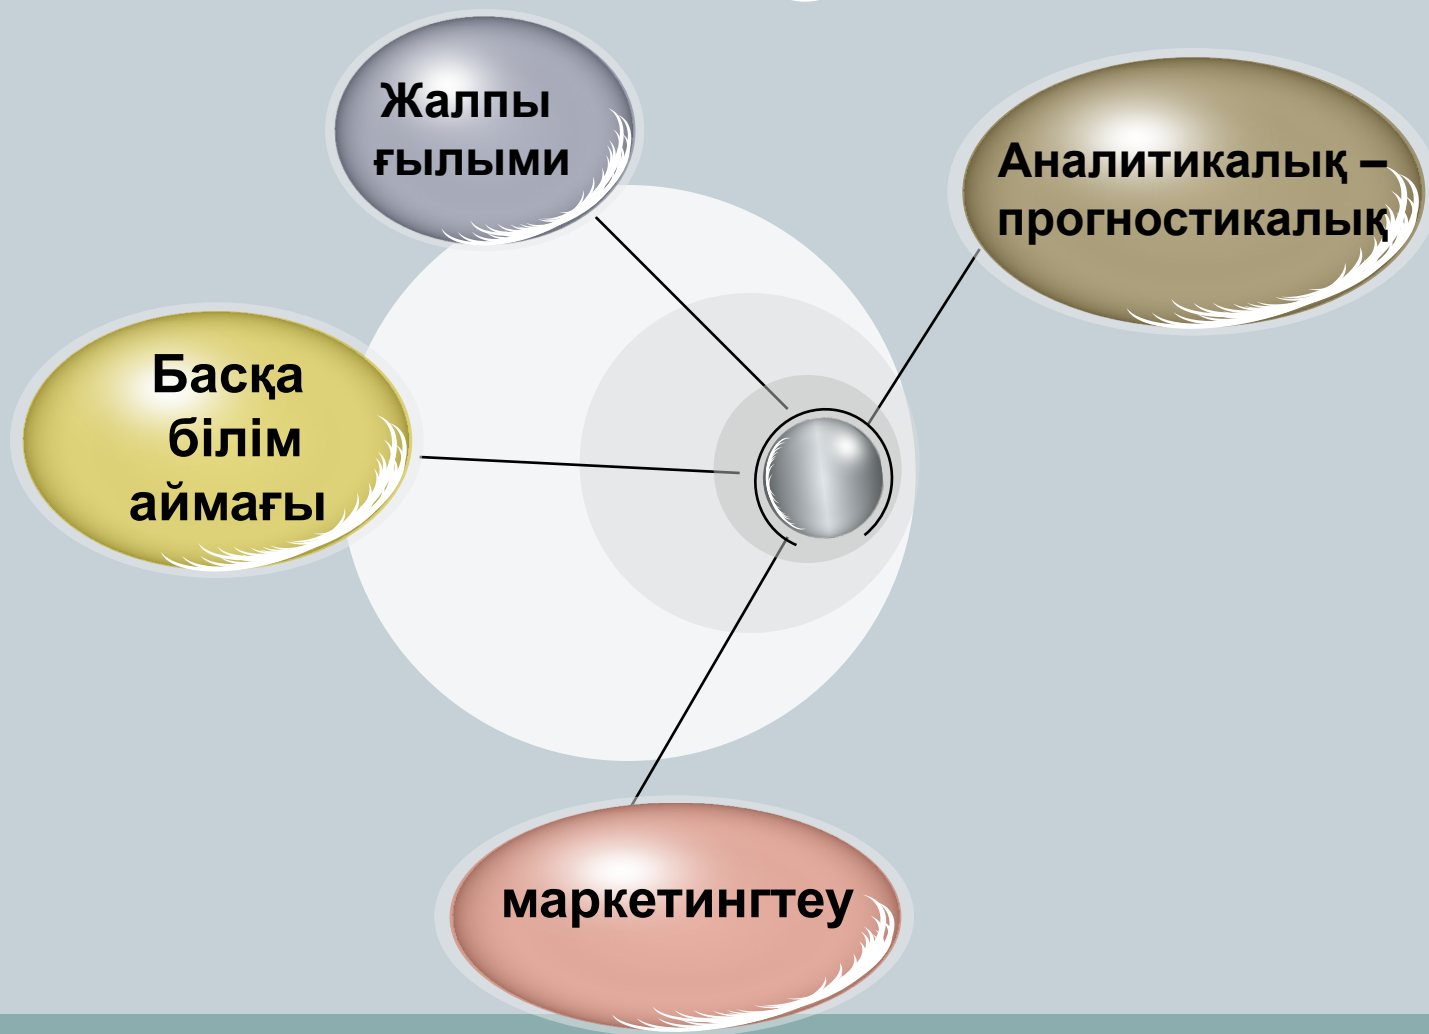 Жалпы
ғылыми
Аналитикалық –
прогностикалық
Басқа
білім
аймағы
маркетингтеу